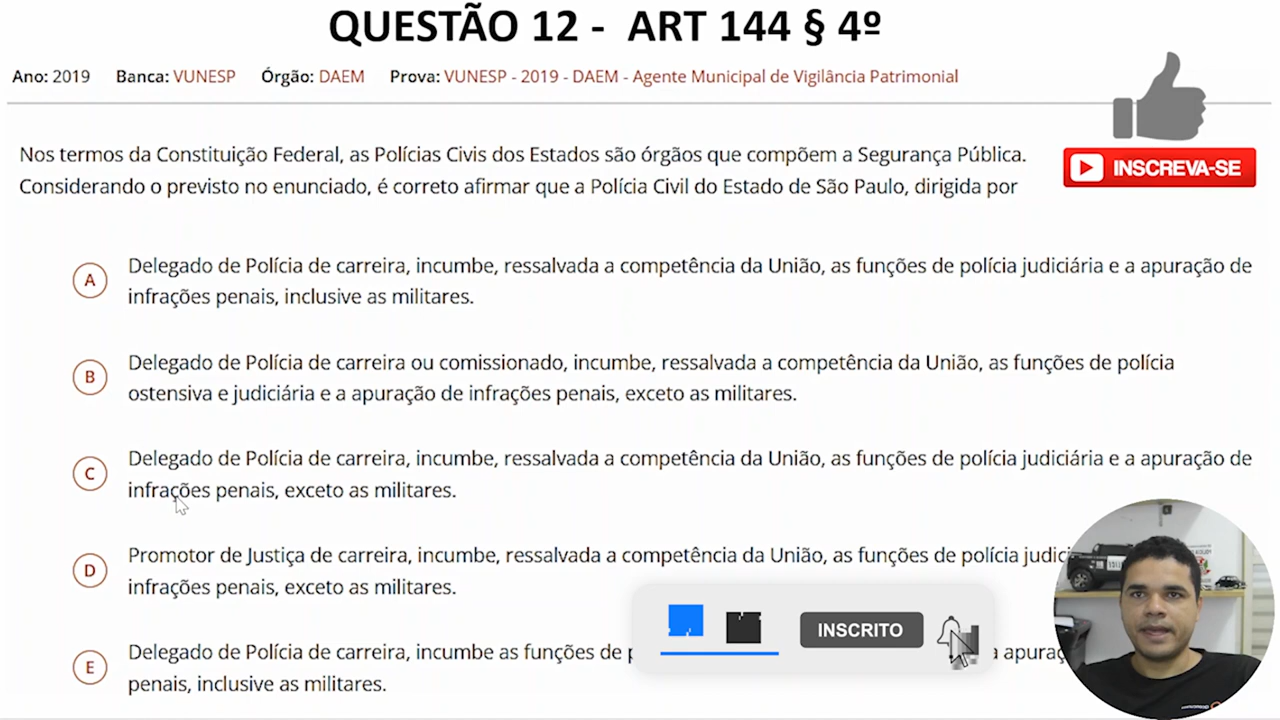 QUESTÃO 12 - ART 144 § 4º
Ano: 2019 Banca: VUNESP Órgão: DAEM Prova: VUNESP - 2019 - DAEM - Agente Municipal de Vigilância Patrimonial
Nos termos da Constituição Federal, as Polícias Civis dos Estados são órgãos que compõem a Segurança Pública.
INSCREVA-SE
Considerando o previsto no enunciado, é correto afirmar que a Polícia Civil do Estado de São Paulo, dirigida por
A Delegado de Polícia de carreira, incumbe, ressalvada a competência da União, as funções de polícia judiciária e a apuração de
infrações penais, inclusive as militares.
B Delegado de Polícia de carreira ou comissionado, incumbe, ressalvada a competência da União, as funções de polícia
ostensiva e judiciária e a apuração de infrações penais, exceto as militares.
C Delegado de Polícia de carreira, incumbe, ressalvada a competência da União, as funções de polícia judiciária e a apuração de
infrações penais, exceto as militares.
D Promotor de Justiça de carreira, incumbe, ressalvada a competência da União, as funções de polícia
infrações penais, exceto as militares.
INSCRITO
E Delegado de Polícia de carreira, incumbe as funções de a
penais, inclusive as militares.